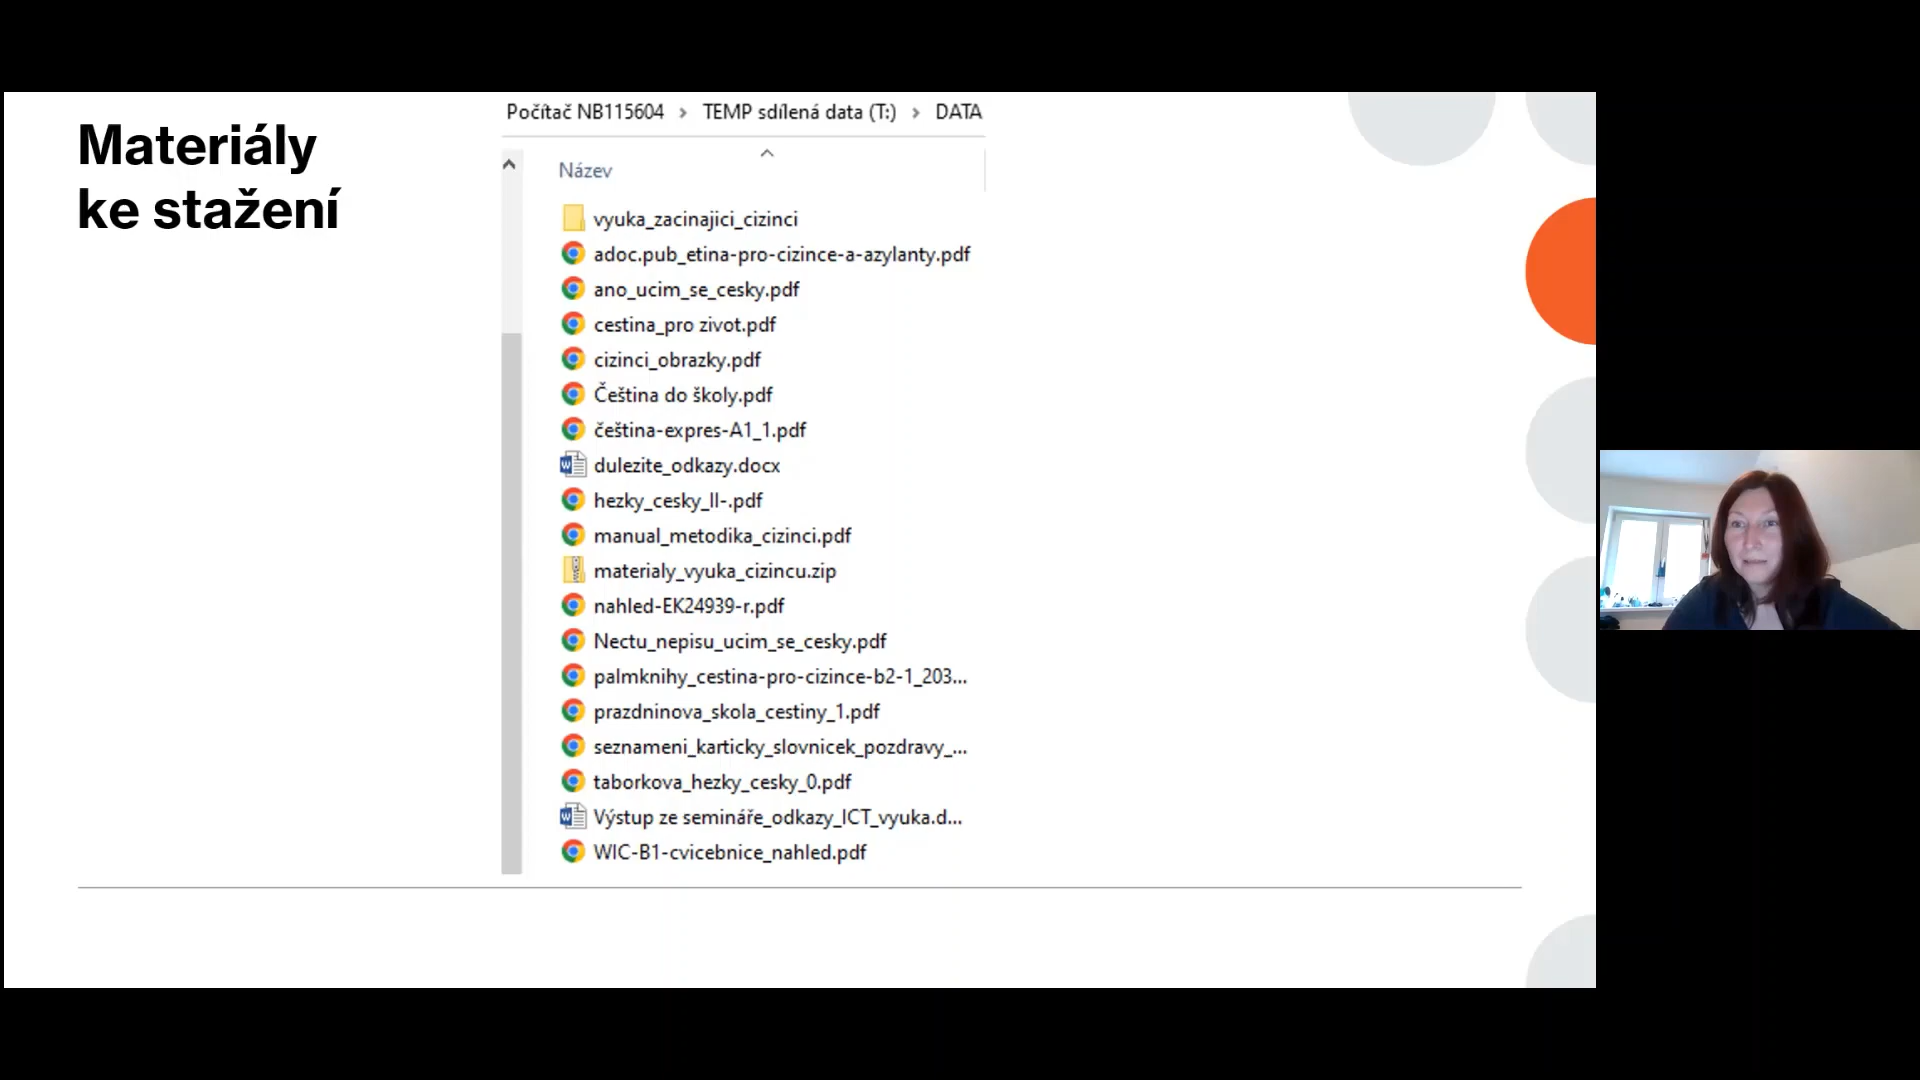 Materiály
ke stažení
Počítač NB115604 > TEMP sdílená data (T:) > DATA
Název
vyuka_zacinajici_cizinci
adoc.pub_etina-pro-cizince-a-azylanty.pdf
ano_ucim_se_cesky.pdf
cestina_pro zivot.pdf
cizinci_obrazky.pdf
Čeština do školy.pdf
čeština-expres-A1_1.pdf
dulezite_odkazy.docx
hezky_cesky_II-.pdf
manual_metodika_cizinci.pdf
materialy_vyuka_cizincu.zip
nahled-EK24939-r.pdf
Nectu_nepisu_ucim_se_cesky.pdf
palmknihy_cestina-pro-cizince-b2-1_203...
prazdninova_skola_cestiny_1.pdf
seznameni_karticky_slovnicek_pozdravy_...
taborkova_hezky_cesky_0.pdf
Výstup ze semináře_odkazy_ICT_vyuka.d...
WIC-B1-cvicebnice_nahled.pdf